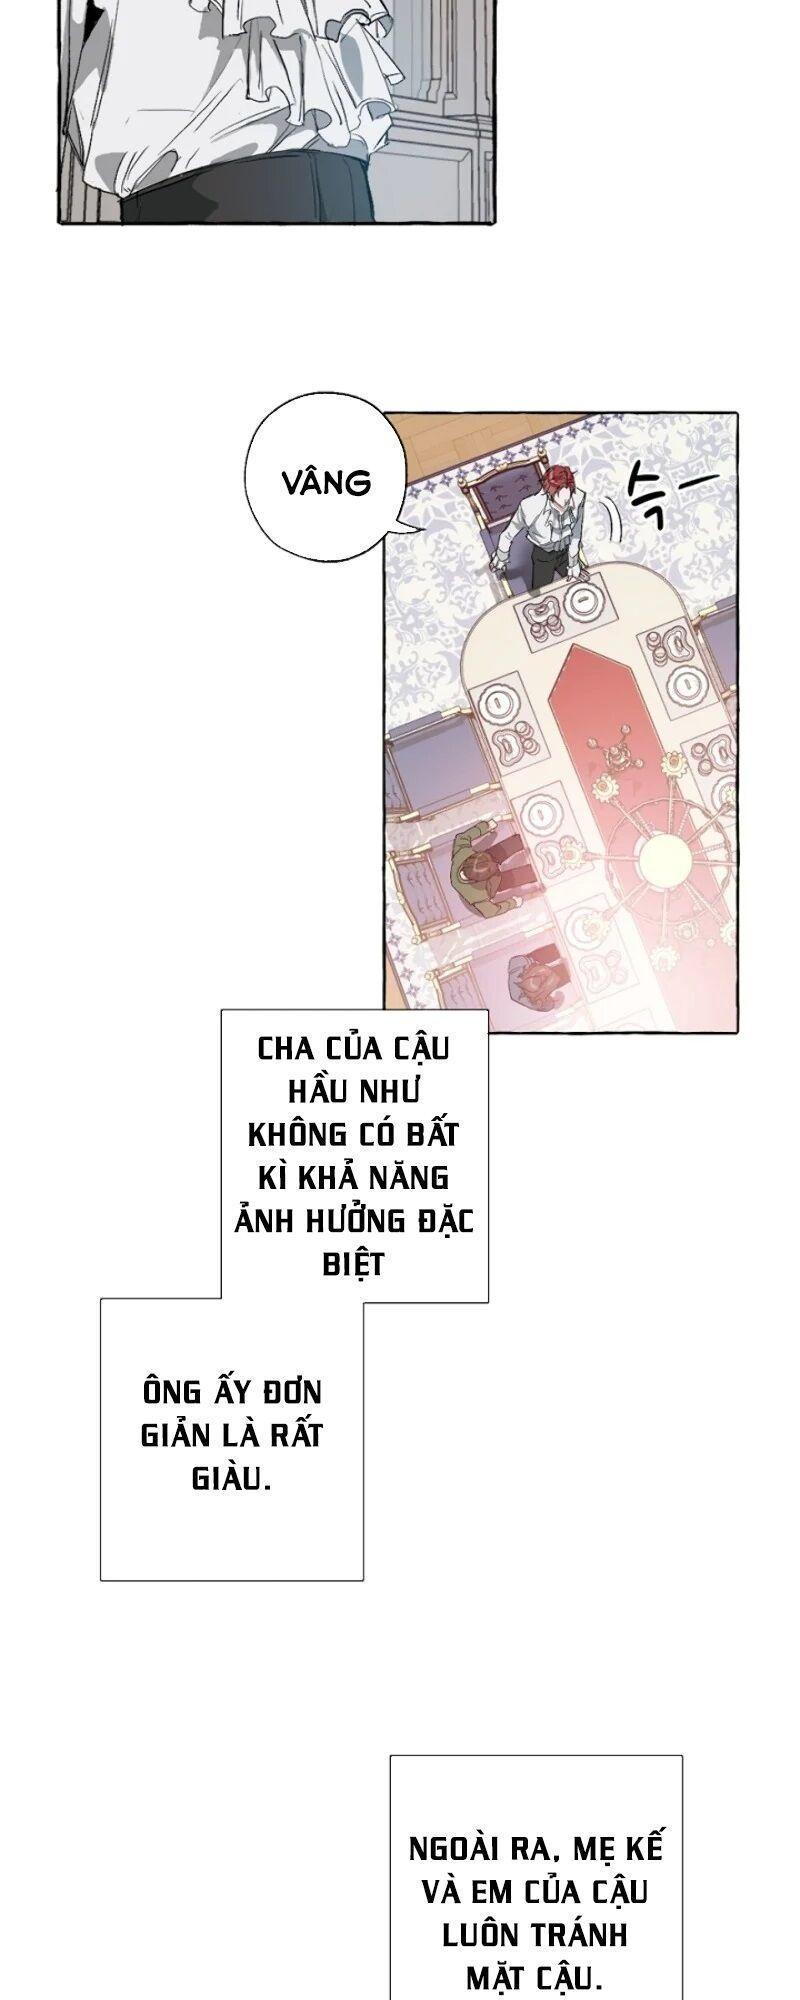 VÂNG
슥-
CHA CỦA CẬU
HẦU NHƯ
KHÔNG CÓ BẤT
KÌ KHẢ NĂNG
ẢNH HƯỞNG ĐẶC
BIỆT
ÔNG ẤY ĐƠN
GIẢN LÀ RẤT
GIÀU.
NGOÀI RA, MẸ KẾ
VÀ EM CỦA CẬU
LUÔN TRÁNH
MẶT CẬU.